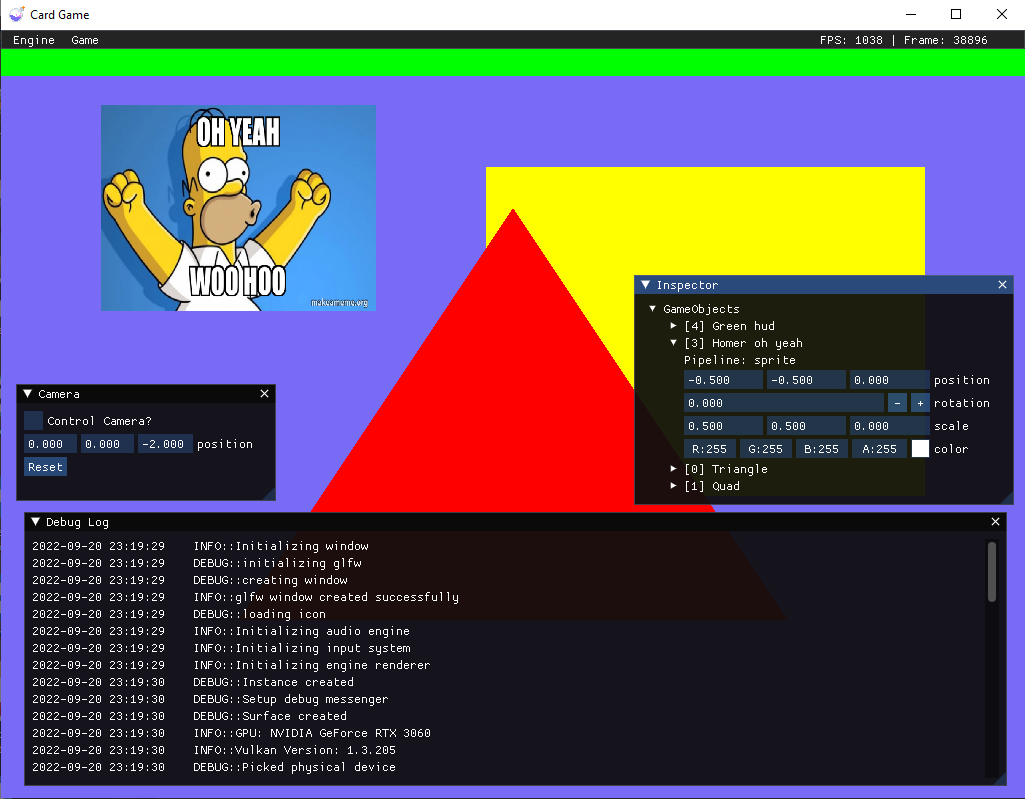 Card Game
Engine Game FPS: 1038 | Frame: 38896
OH YEAH
WOO HOO
makeameme.org
Inspector
GameObjects
[4] Green hud
[3] Homer oh yeah
Pipeline: sprite
-0.500 -0.500 0.000 position
0.000 - + rotation
0.500 0.500 0.000 scale
R:255 G:255 B:255 A:255 color
[0] Triangle
[1] Quad
Camera
Control Camera?
0.000 0.000 -2.000 position
Reset
Debug Log
2022-09-20 23:19:29 INFO::Initializing window
2022-09-20 23:19:29 DEBUG::initializing glfw
2022-09-20 23:19:29 DEBUG::creating window
2022-09-20 23:19:29 INFO::glfw window created successfully
2022-09-20 23:19:29 DEBUG::loading icon
2022-09-20 23:19:29 INFO::Initializing audio engine
2022-09-20 23:19:29 INFO::Initializing input system
2022-09-20 23:19:29 INFO::Initializing engine renderer
2022-09-20 23:19:30 DEBUG::Instance created
2022-09-20 23:19:30 DEBUG::Setup debug messenger
2022-09-20 23:19:30 DEBUG::Surface created
2022-09-20 23:19:30 INFO::GPU: NVIDIA GeForce RTX 3060
2022-09-20 23:19:30 INFO::Vulkan Version: 1.3.205
2022-09-20 23:19:30 DEBUG::Picked physical device